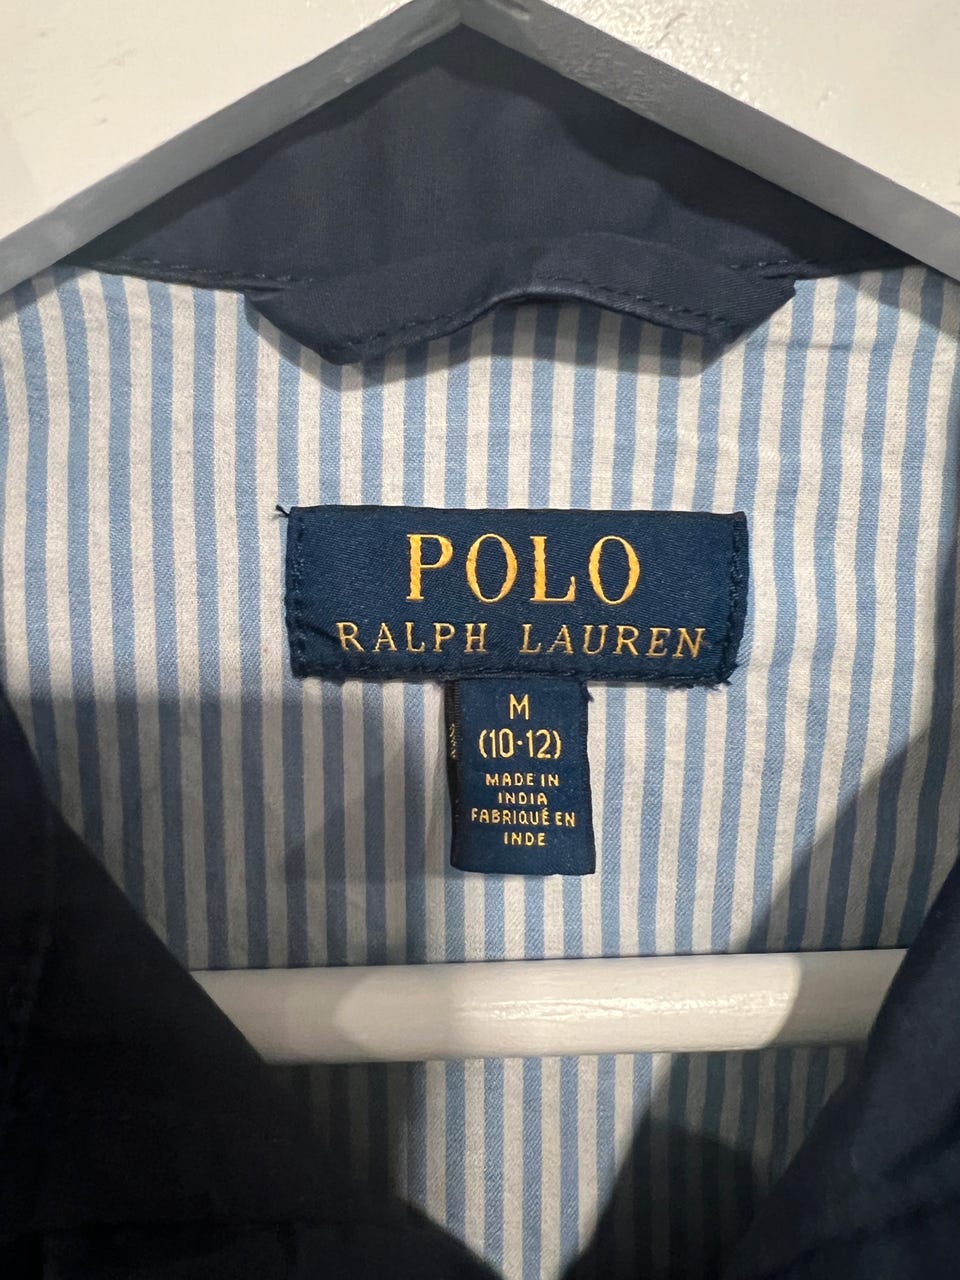 POLO
RALPH LAUREN
M
(10-12)
MADE IN
INDIA
FABRIQUÉ EN
INDE